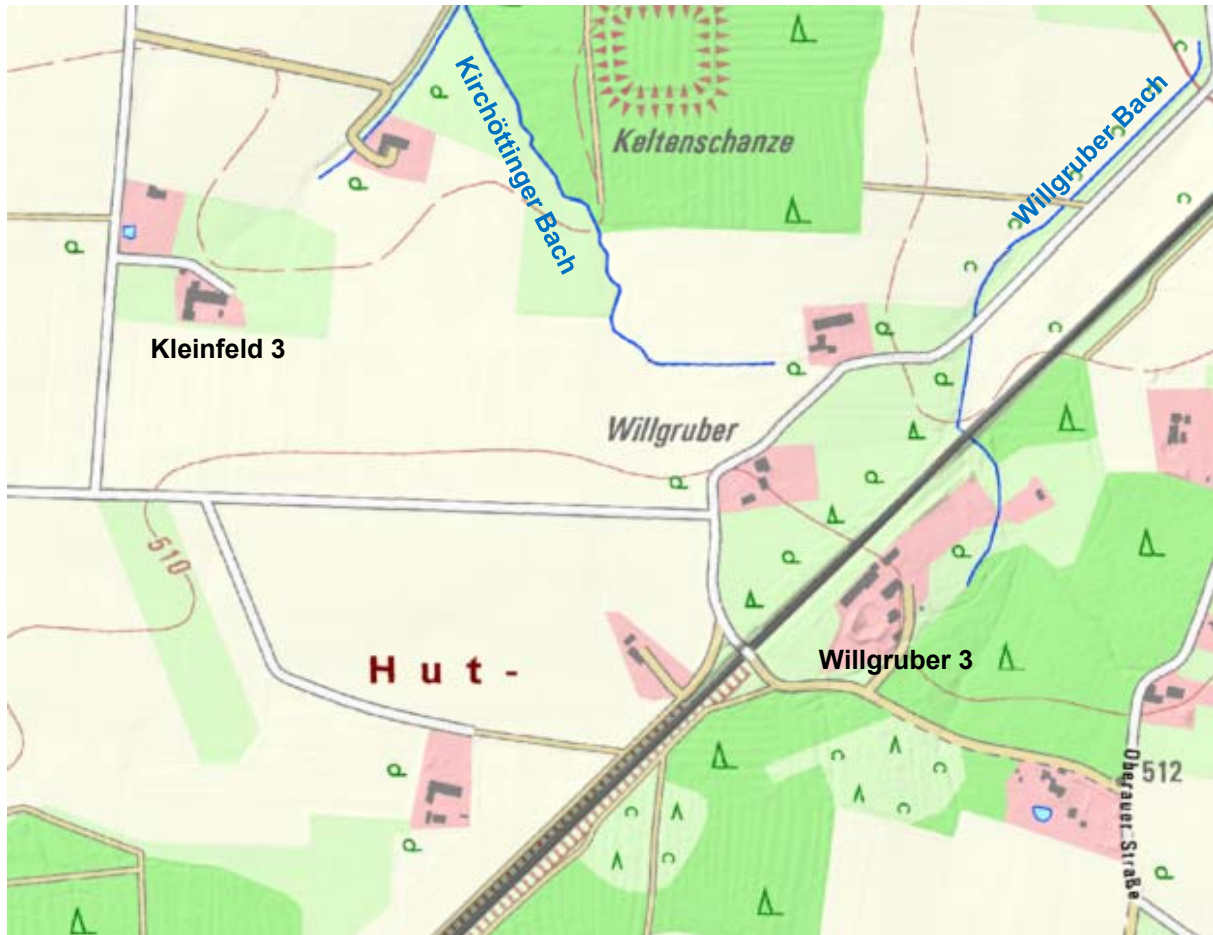 Kirchöttinger Bach
Keltenschanze
Willgruber Bach
Kleinfeld 3
Willgruber
510
Hut-
Willgruber 3
512
Oberauer Straße